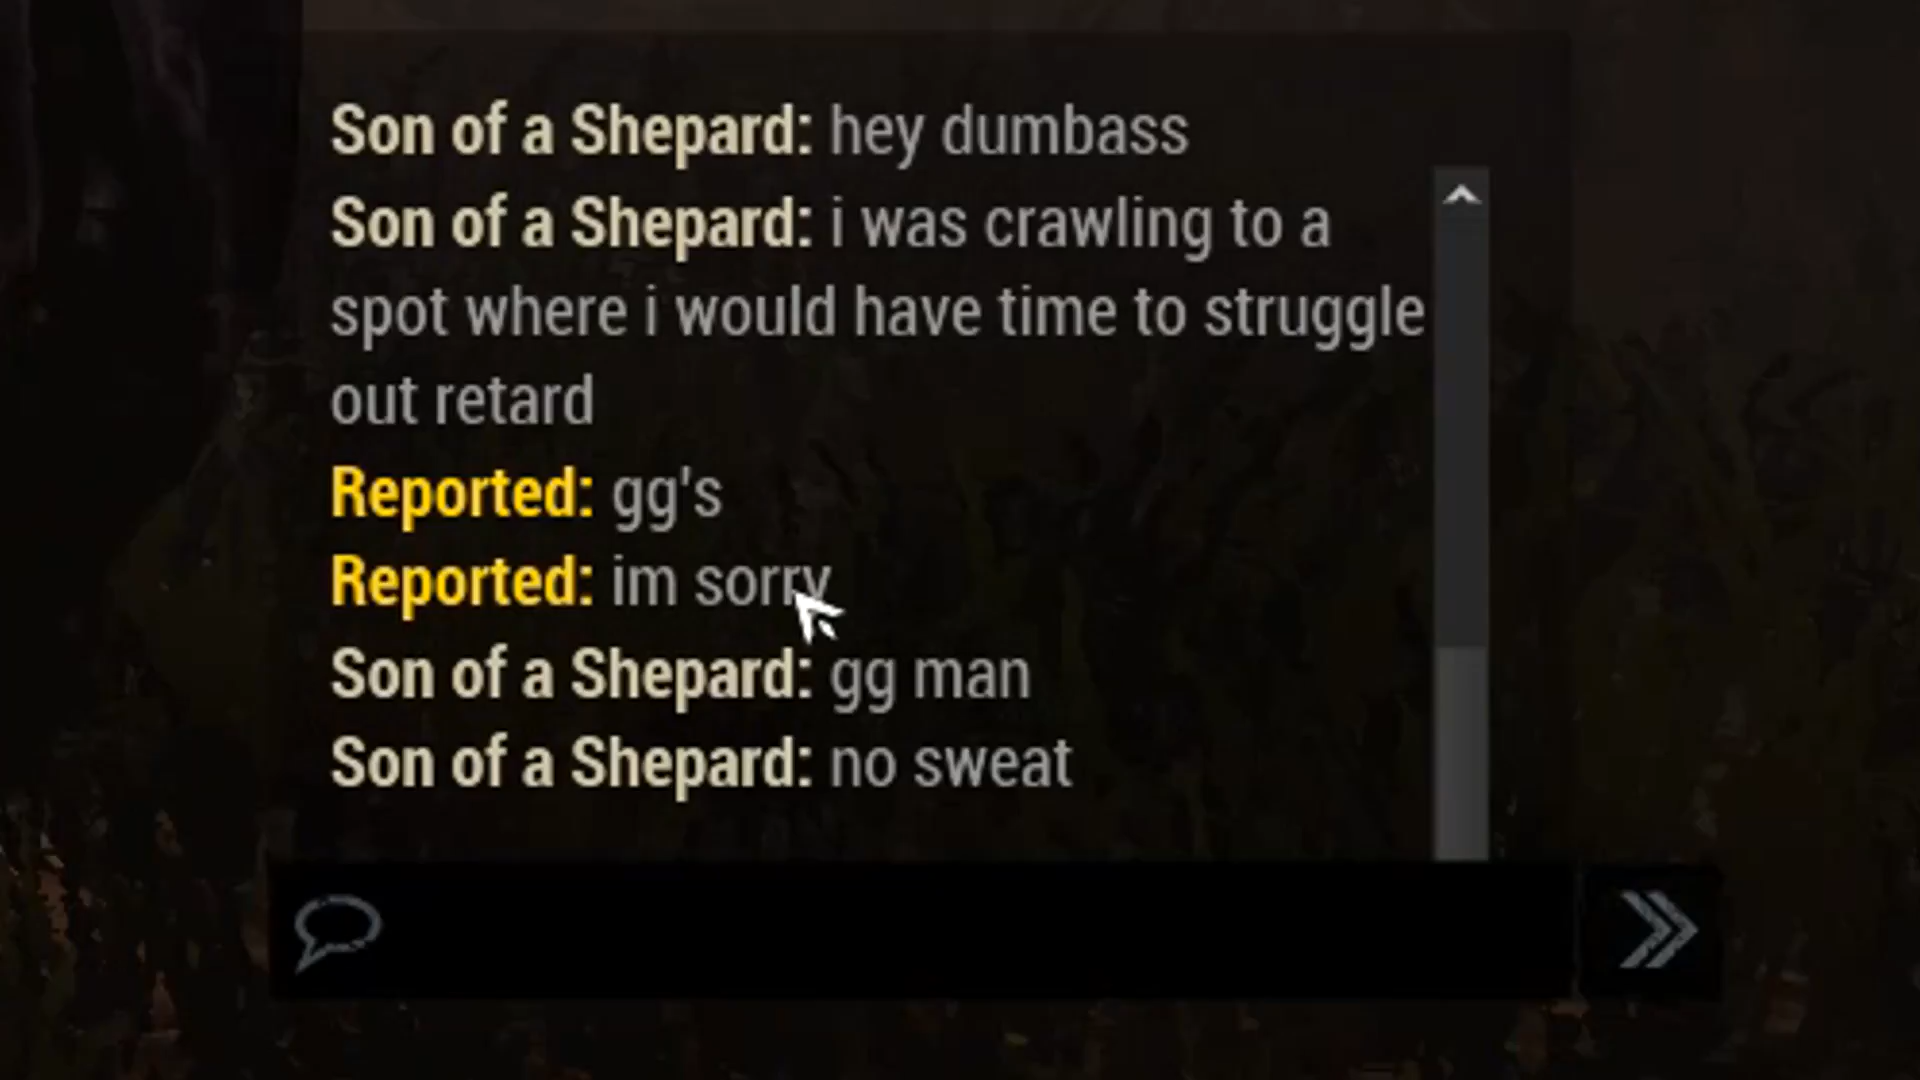 Son of a Shepard: hey dumbass
Son of a Shepard: i was crawling to a
spot where i would have time to struggle
out retard
Reported: gg's
Reported: im sorry
Son of a Shepard: gg man
Son of a Shepard: no sweat